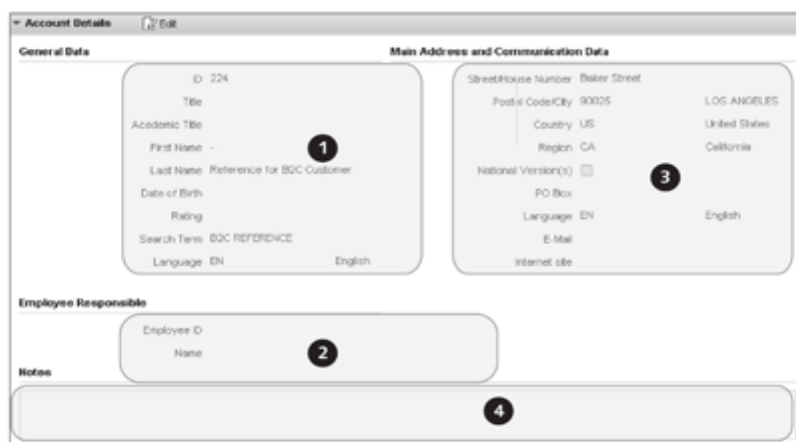 Account Details Edit
General Data
ID 224
Title
Academic Title
First Name -
Last Name Reference for B2C Customer
Date of Birth
Rating
Search Term B2C REFERENCE
Language EN English
1
Main Address and Communication Data
Street/House Number Baker Street
Postal Code/City 90025 LOS ANGELES
Country US United States
Region CA California
National Version(s)
PO Box
Language EN English
E-Mail
Internet site
3
Employee Responsible
Employee ID
Name
2
Notes
4